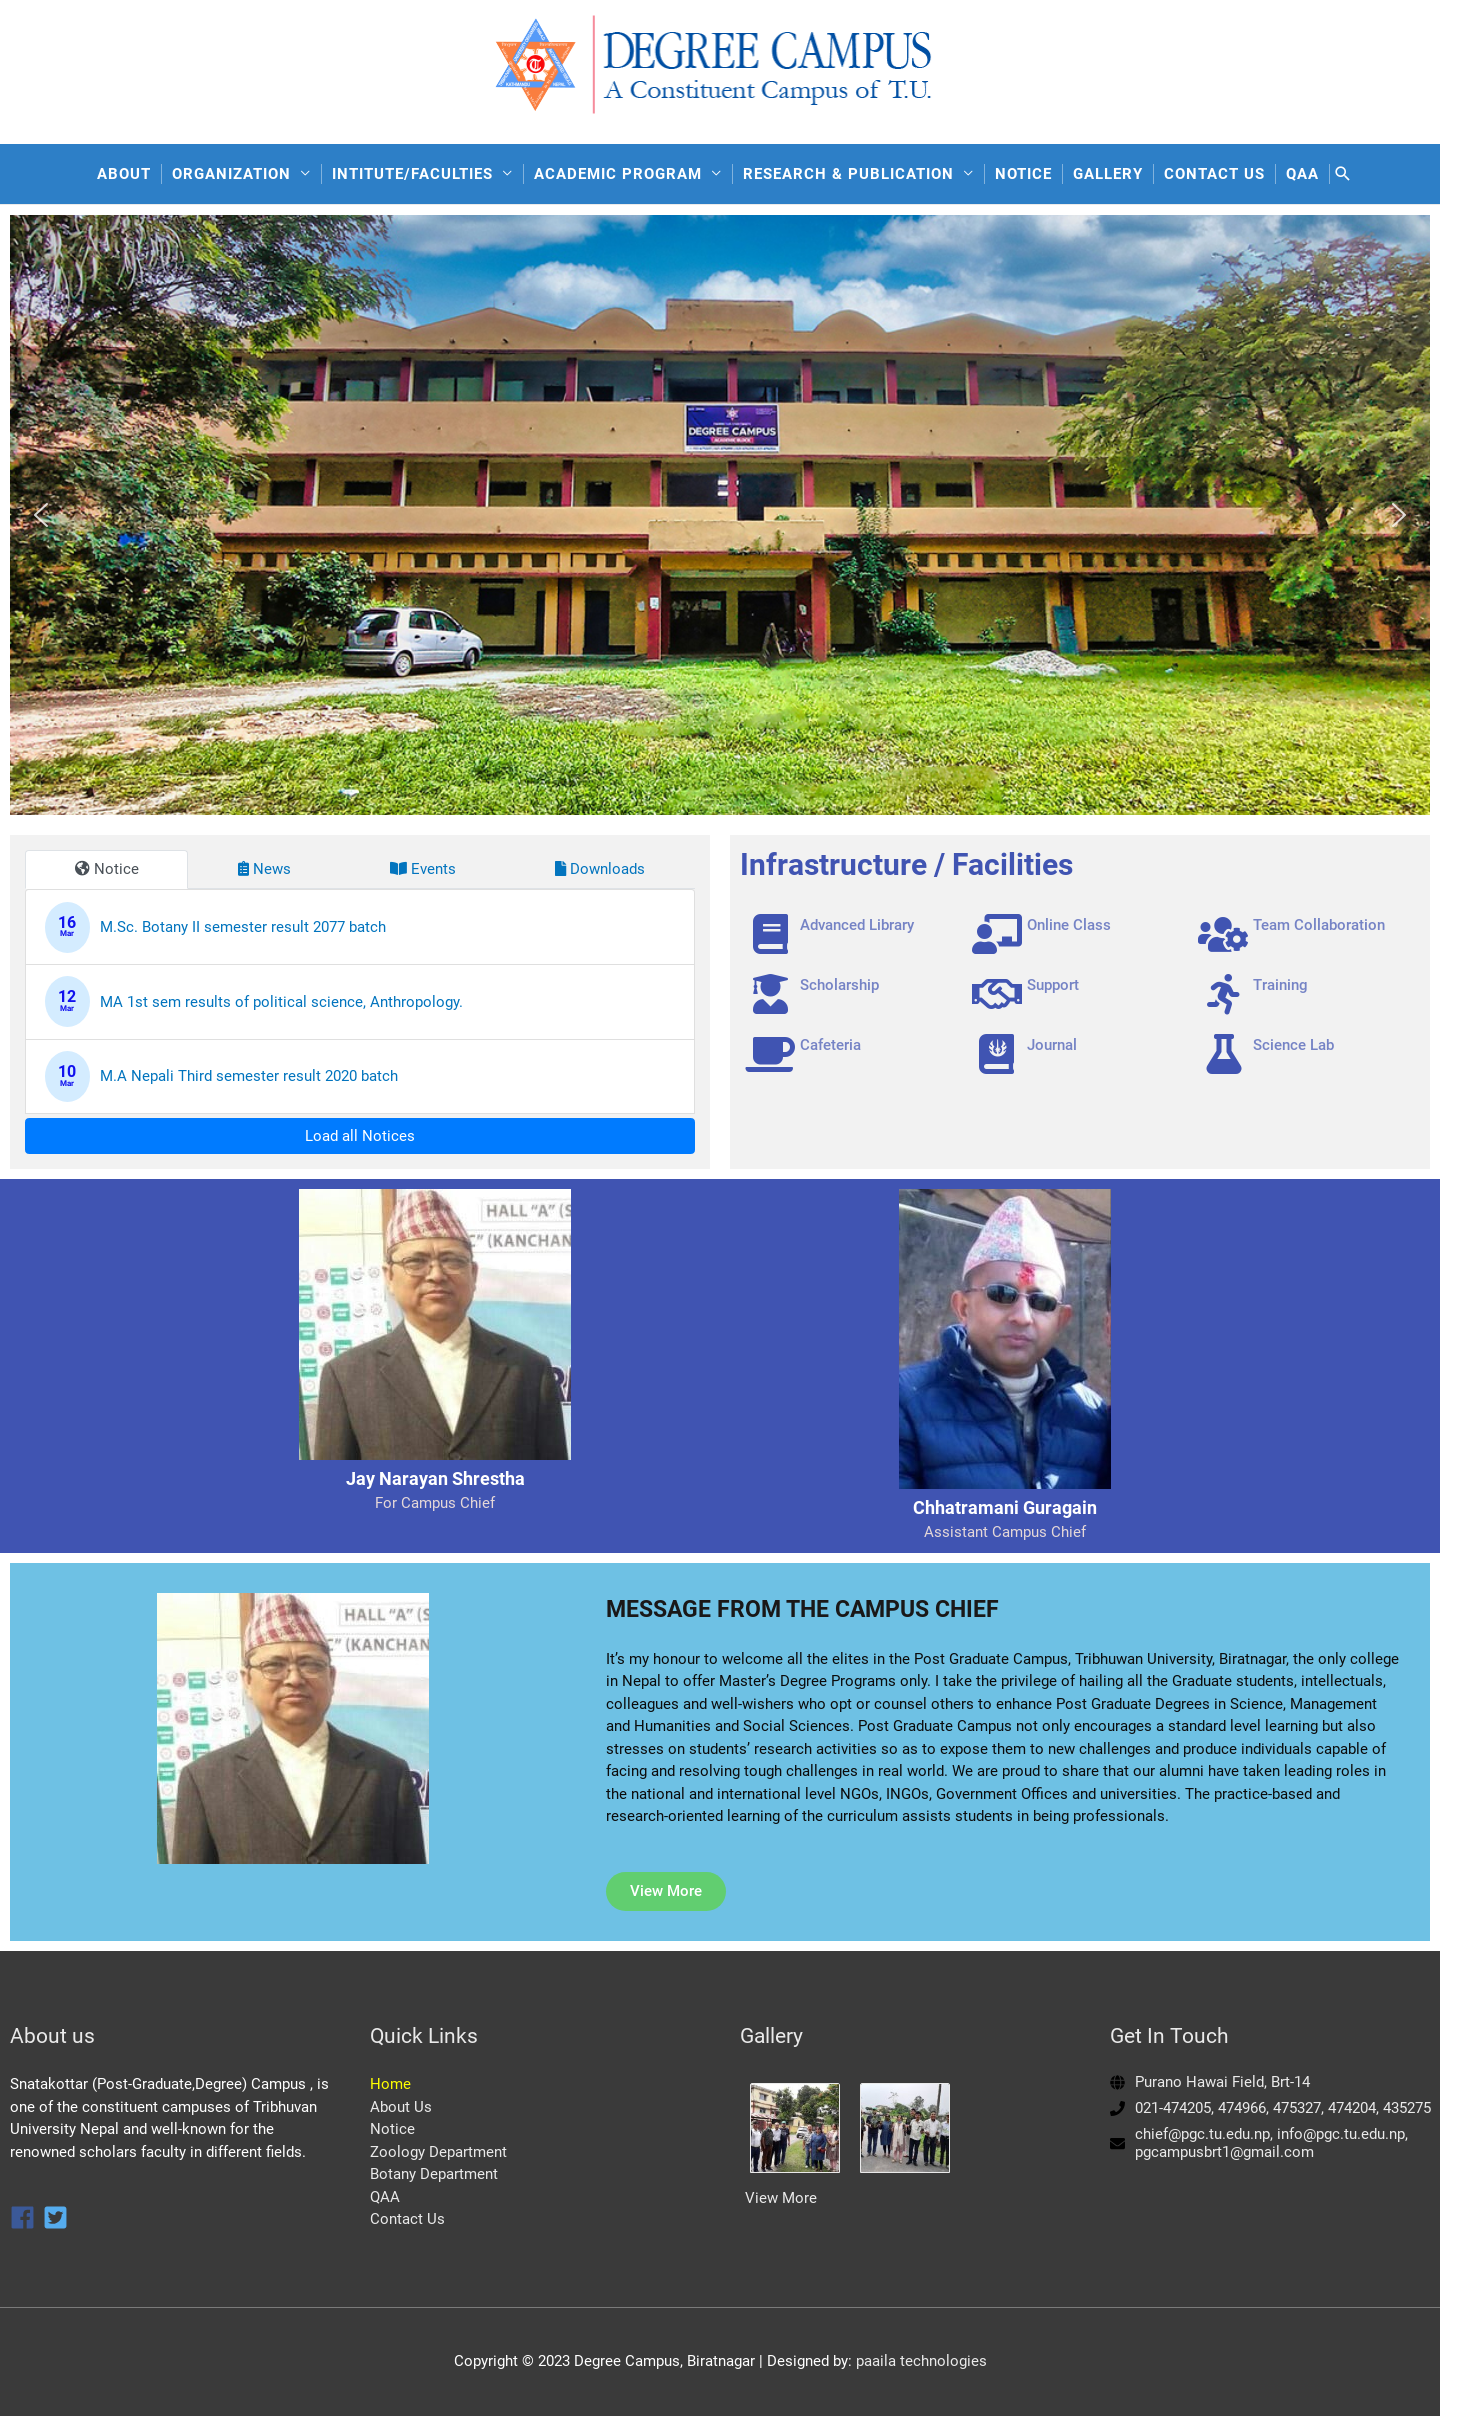 DEGREE CAMPUS
A Constituent Campus of T.U.
ABOUT ORGANIZATION INTITUTE/FACULTIES ACADEMIC PROGRAM RESEARCH & PUBLICATION NOTICE GALLERY CONTACT US QAA
DEGREE CAMPUS
Notice News Events Downloads
16 Mar
M.Sc. Botany II semester result 2077 batch
12 Mar
MA 1st sem results of political science, Anthropology.
10 Mar
M.A Nepali Third semester result 2020 batch
Load all Notices
Infrastructure / Facilities
Advanced Library Online Class Team Collaboration
Scholarship Support Training
Cafeteria Journal Science Lab
HALL "A" (S
C" (KANCHAN
Jay Narayan Shrestha
For Campus Chief
Chhatramani Guragain
Assistant Campus Chief
HALL "A" (S
C" (KANCHAN
MESSAGE FROM THE CAMPUS CHIEF
It’s my honour to welcome all the elites in the Post Graduate Campus, Tribhuwan University, Biratnagar, the only college
in Nepal to offer Master’s Degree Programs only. I take the privilege of hailing all the Graduate students, intellectuals,
colleagues and well-wishers who opt or counsel others to enhance Post Graduate Degrees in Science, Management
and Humanities and Social Sciences. Post Graduate Campus not only encourages a standard level learning but also
stresses on students’ research activities so as to expose them to new challenges and produce individuals capable of
facing and resolving tough challenges in real world. We are proud to share that our alumni have taken leading roles in
the national and international level NGOs, INGOs, Government Offices and universities. The practice-based and
research-oriented learning of the curriculum assists students in being professionals.
View More
About us
Snatakottar (Post-Graduate,Degree) Campus , is
one of the constituent campuses of Tribhuvan
University Nepal and well-known for the
renowned scholars faculty in different fields.
Quick Links
Home
About Us
Notice
Zoology Department
Botany Department
QAA
Contact Us
Gallery
View More
Get In Touch
Purano Hawai Field, Brt-14
021-474205, 474966, 475327, 474204, 435275
chief@pgc.tu.edu.np, info@pgc.tu.edu.np,
pgcampusbrt1@gmail.com
Copyright © 2023 Degree Campus, Biratnagar | Designed by: paaila technologies